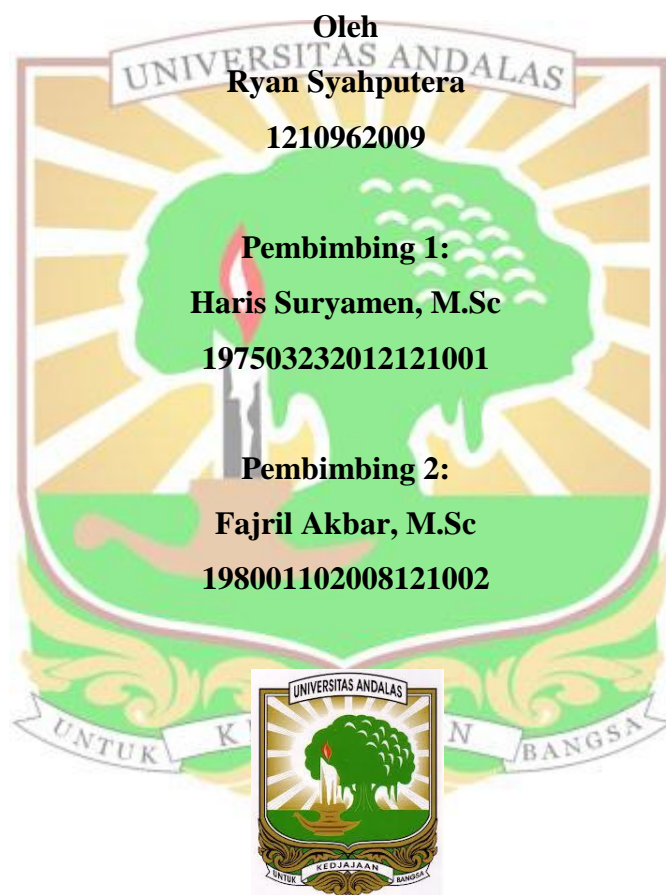 Oleh
UNIVERSITAS ANDALAS
Ryan Syahputera
1210962009
Pembimbing 1:
Haris Suryamen, M.Sc
197503232012121001
Pembimbing 2:
Fajril Akbar, M.Sc
198001102008121002
UNIVERSITAS ANDALAS
UNTUK BANGSA
UNTUK KEDJAJAAN BANGSA